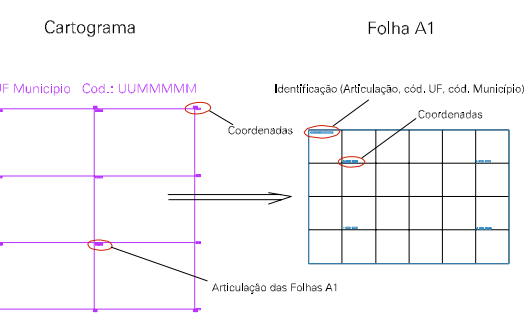 Cartograma
Folha A1
UF Município Cod.: UUMMMMM
Identificação (Articulação, cód. UF, cód. Município)
Coordenadas
Coordenadas
Articulação das Folhas A1